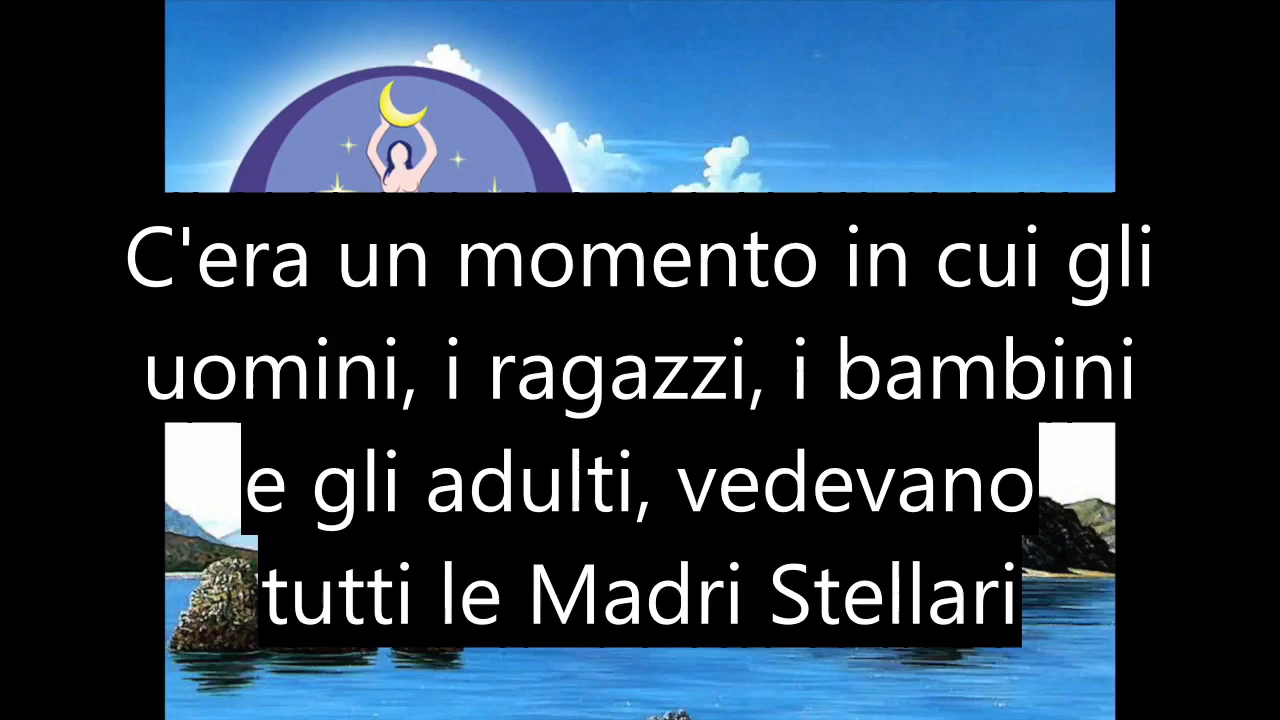 C'era un momento in cui gli
uomini, i ragazzi, i bambini
e gli adulti, vedevano
tutti le Madri Stellari